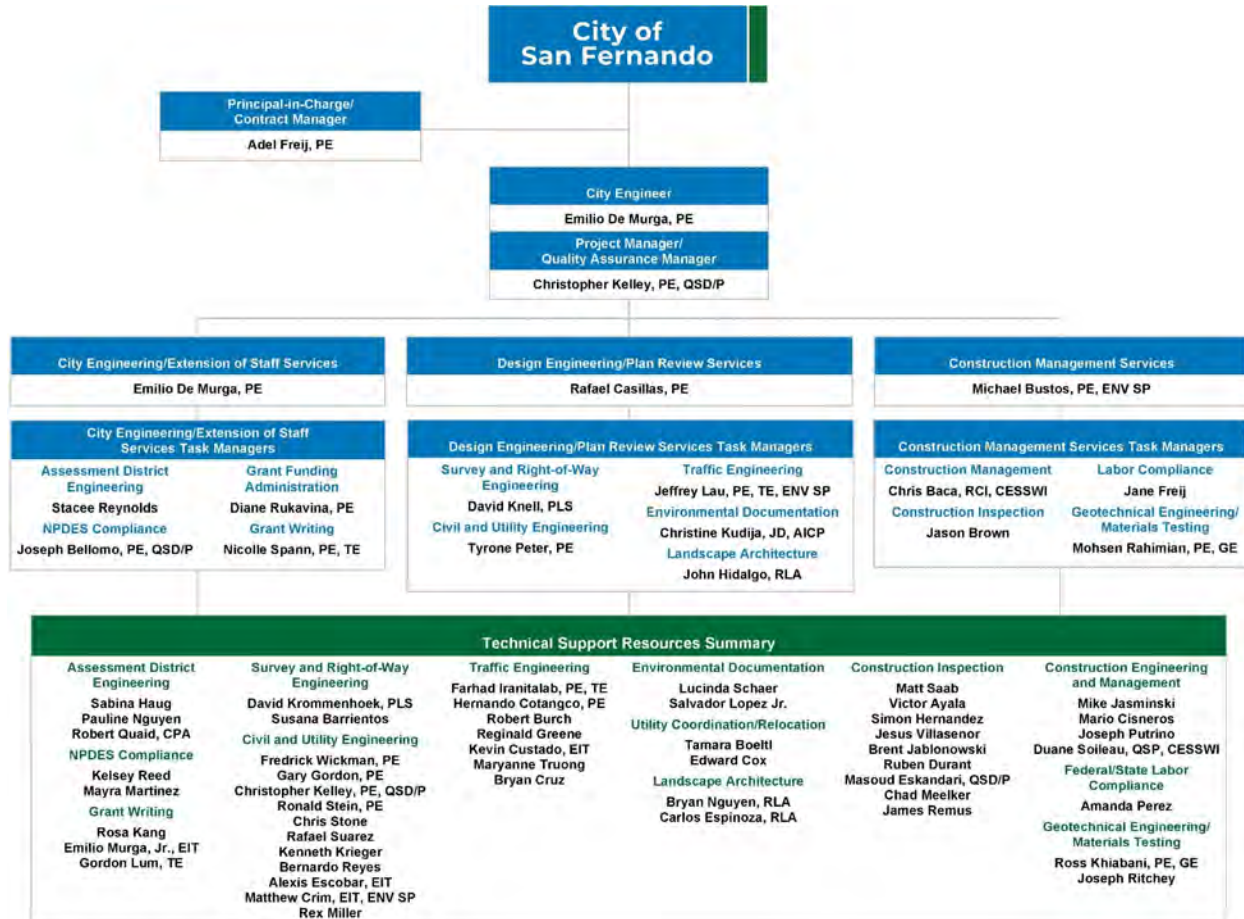 City of
San Fernando
Principal-in-Charge/
Contract Manager
Adel Freij, PE
City Engineer
Emilio De Murga, PE
Project Manager/
Quality Assurance Manager
Christopher Kelley, PE, QSD/P
City Engineering/Extension of Staff Services
Emilio De Murga, PE
Design Engineering/Plan Review Services
Rafael Casillas, PE
Construction Management Services
Michael Bustos, PE, ENV SP
City Engineering/Extension of Staff
Services Task Managers
Assessment District
Engineering
Stacee Reynolds
NPDES Compliance
Joseph Bellomo, PE, QSD/P
Grant Funding
Administration
Diane Rukavina, PE
Grant Writing
Nicolle Spann, PE, TE
Design Engineering/Plan Review Services Task Managers
Survey and Right-of-Way
Engineering
David Knell, PLS
Civil and Utility Engineering
Tyrone Peter, PE
Traffic Engineering
Jeffrey Lau, PE, TE, ENV SP
Environmental Documentation
Christine Kudija, JD, AICP
Landscape Architecture
John Hidalgo, RLA
Construction Management Services Task Managers
Construction Management
Chris Baca, RCI, CESSWI
Construction Inspection
Jason Brown
Labor Compliance
Jane Freij
Geotechnical Engineering/
Materials Testing
Mohsen Rahimian, PE, GE
Technical Support Resources Summary
Assessment District
Engineering
Sabina Haug
Pauline Nguyen
Robert Quaid, CPA
NPDES Compliance
Kelsey Reed
Mayra Martinez
Grant Writing
Rosa Kang
Emilio Murga, Jr., EIT
Gordon Lum, TE
Survey and Right-of-Way
Engineering
David Krommenhoek, PLS
Susana Barrientos
Civil and Utility Engineering
Fredrick Wickman, PE
Gary Gordon, PE
Christopher Kelley, PE, QSD/P
Ronald Stein, PE
Chris Stone
Rafael Suarez
Kenneth Krieger
Bernardo Reyes
Alexis Escobar, EIT
Matthew Crim, EIT, ENV SP
Rex Miller
Traffic Engineering
Farhad Iranitalab, PE, TE
Hernando Cotangco, PE
Robert Burch
Reginald Greene
Kevin Custado, EIT
Maryanne Truong
Bryan Cruz
Environmental Documentation
Lucinda Schaer
Salvador Lopez Jr.
Utility Coordination/Relocation
Tamara Boeltl
Edward Cox
Landscape Architecture
Bryan Nguyen, RLA
Carlos Espinoza, RLA
Construction Inspection
Matt Saab
Victor Ayala
Simon Hernandez
Jesus Villasenor
Brent Jablonowski
Ruben Durant
Masoud Eskandari, QSD/P
Chad Meelker
James Remus
Construction Engineering
and Management
Mike Jasminski
Mario Cisneros
Joseph Putrino
Duane Soileau, QSP, CESSWI
Federal/State Labor
Compliance
Amanda Perez
Geotechnical Engineering/
Materials Testing
Ross Khiabani, PE, GE
Joseph Ritchey